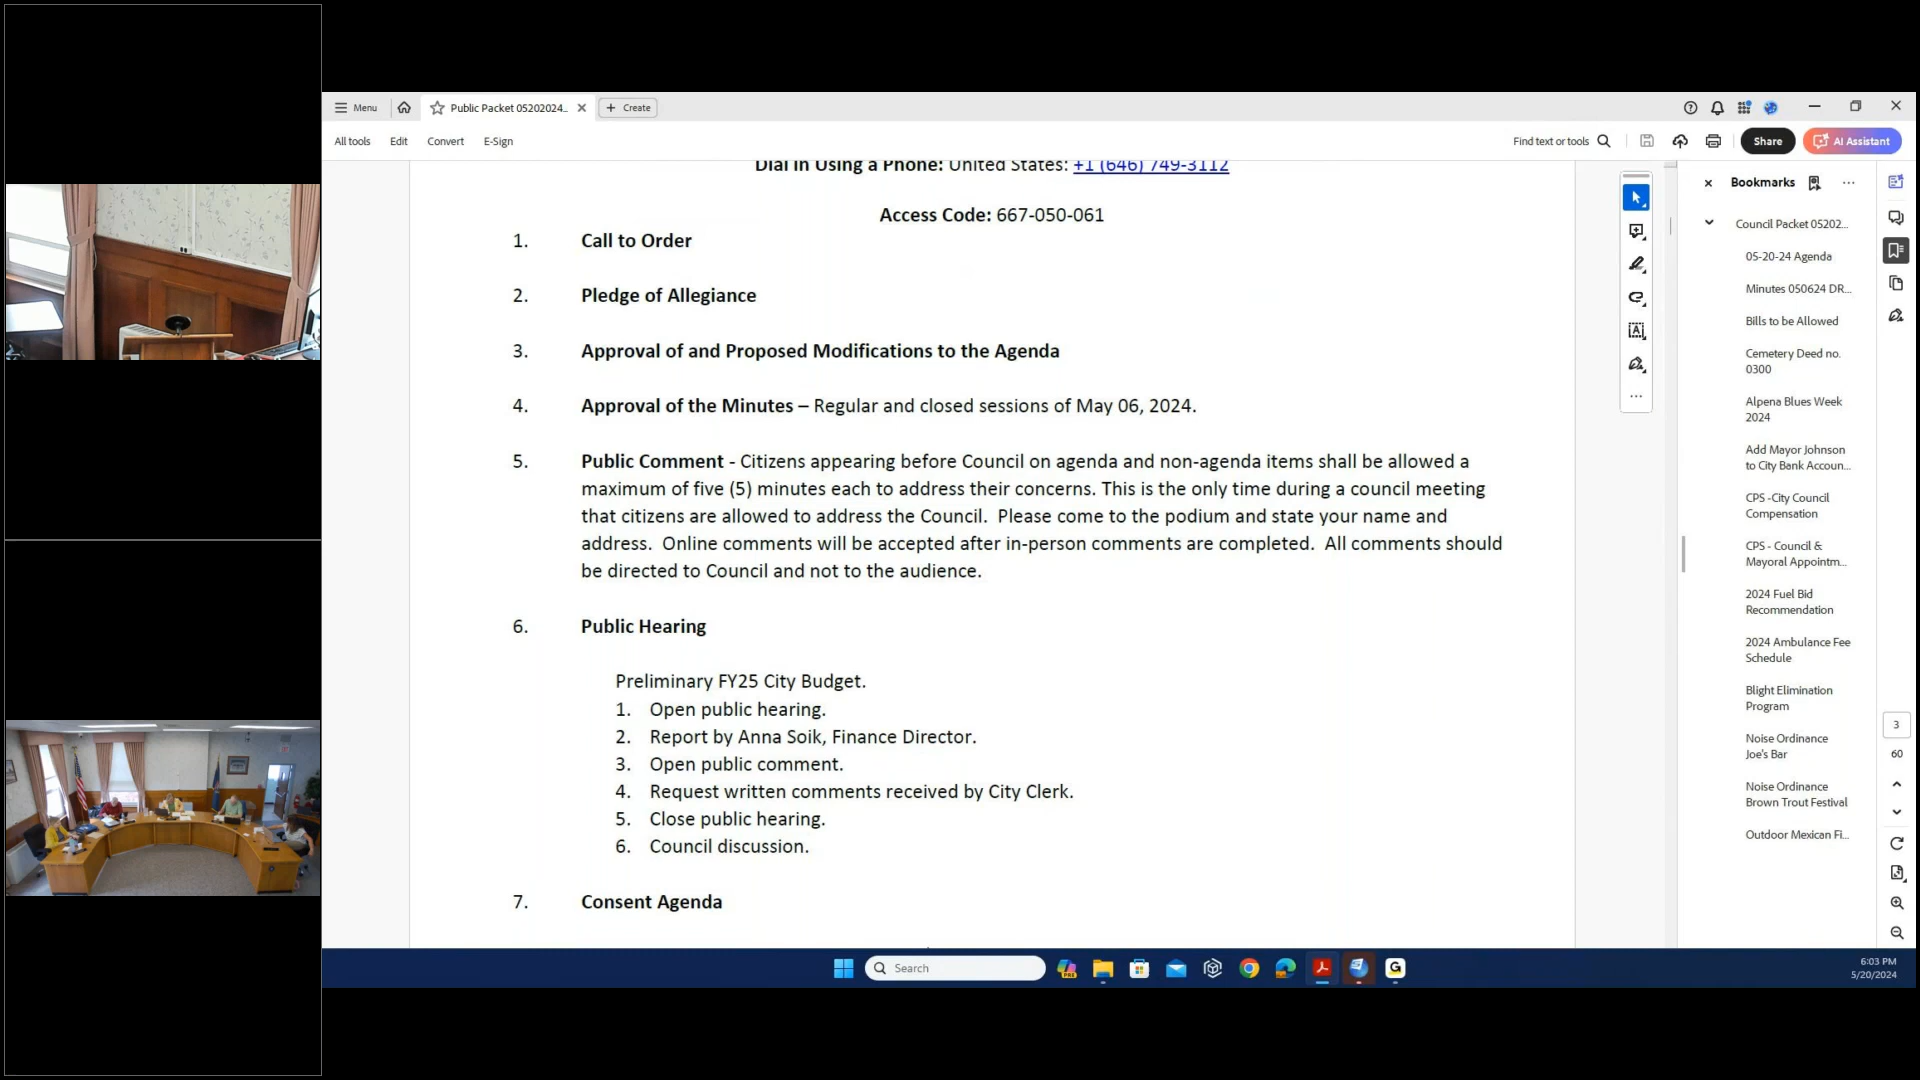 Menu
Public Packet 05202024...
Create
All tools
Edit
Convert
E-Sign
Find text or tools
Share
AI Assistant
Dial in Using a Phone: United States: +1 (646) 749-3112
Access Code: 667-050-061
1. Call to Order
2. Pledge of Allegiance
3. Approval of and Proposed Modifications to the Agenda
4. Approval of the Minutes – Regular and closed sessions of May 06, 2024.
5. Public Comment - Citizens appearing before Council on agenda and non-agenda items shall be allowed a
maximum of five (5) minutes each to address their concerns. This is the only time during a council meeting
that citizens are allowed to address the Council. Please come to the podium and state your name and
address. Online comments will be accepted after in-person comments are completed. All comments should
be directed to Council and not to the audience.
6. Public Hearing
Preliminary FY25 City Budget.
1. Open public hearing.
2. Report by Anna Soik, Finance Director.
3. Open public comment.
4. Request written comments received by City Clerk.
5. Close public hearing.
6. Council discussion.
7. Consent Agenda
Bookmarks
Council Packet 05202...
05-20-24 Agenda
Minutes 050624 DR...
Bills to be Allowed
Cemetery Deed no.
0300
Alpena Blues Week
2024
Add Mayor Johnson
to City Bank Accoun...
CPS -City Council
Compensation
CPS - Council &
Mayoral Appointm...
2024 Fuel Bid
Recommendation
2024 Ambulance Fee
Schedule
Blight Elimination
Program
Noise Ordinance
Joe's Bar
Noise Ordinance
Brown Trout Festival
Outdoor Mexican Fi...
3
60
Search
6:03 PM
5/20/2024